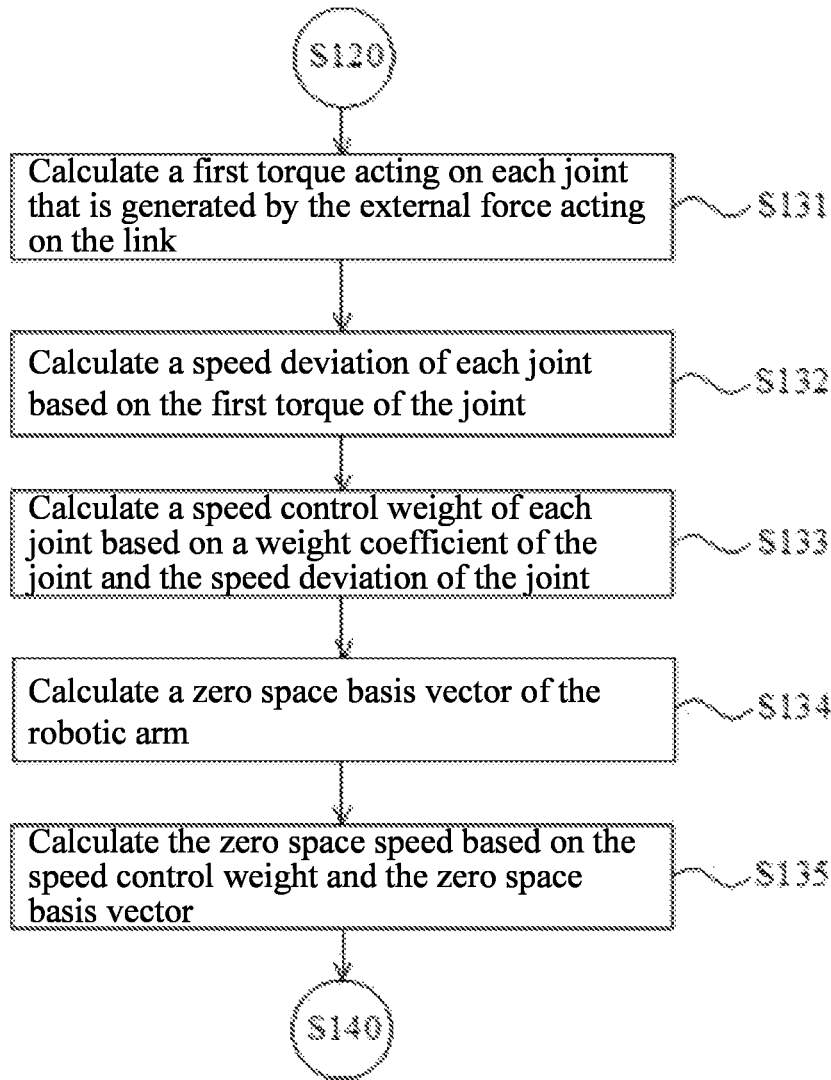 S120
Calculate a first torque acting on each joint
that is generated by the external force acting
on the link
S131
Calculate a speed deviation of each joint
based on the first torque of the joint
S132
Calculate a speed control weight of each
joint based on a weight coefficient of the
joint and the speed deviation of the joint
S133
Calculate a zero space basis vector of the
robotic arm
S134
Calculate the zero space speed based on the
speed control weight and the zero space
basis vector
S135
S140